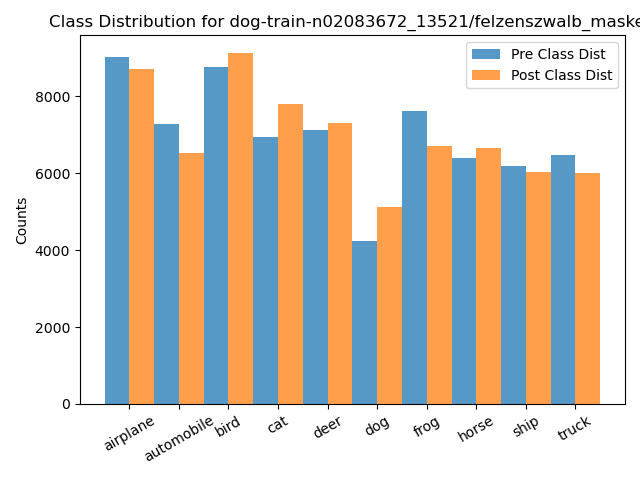 Class Distribution for dog-train-n02083672_13521/felzenszwalb_maske
Pre Class Dist
Post Class Dist
Counts
8000
6000
4000
2000
0
airplane
automobile
bird
cat
deer
dog
frog
horse
ship
truck